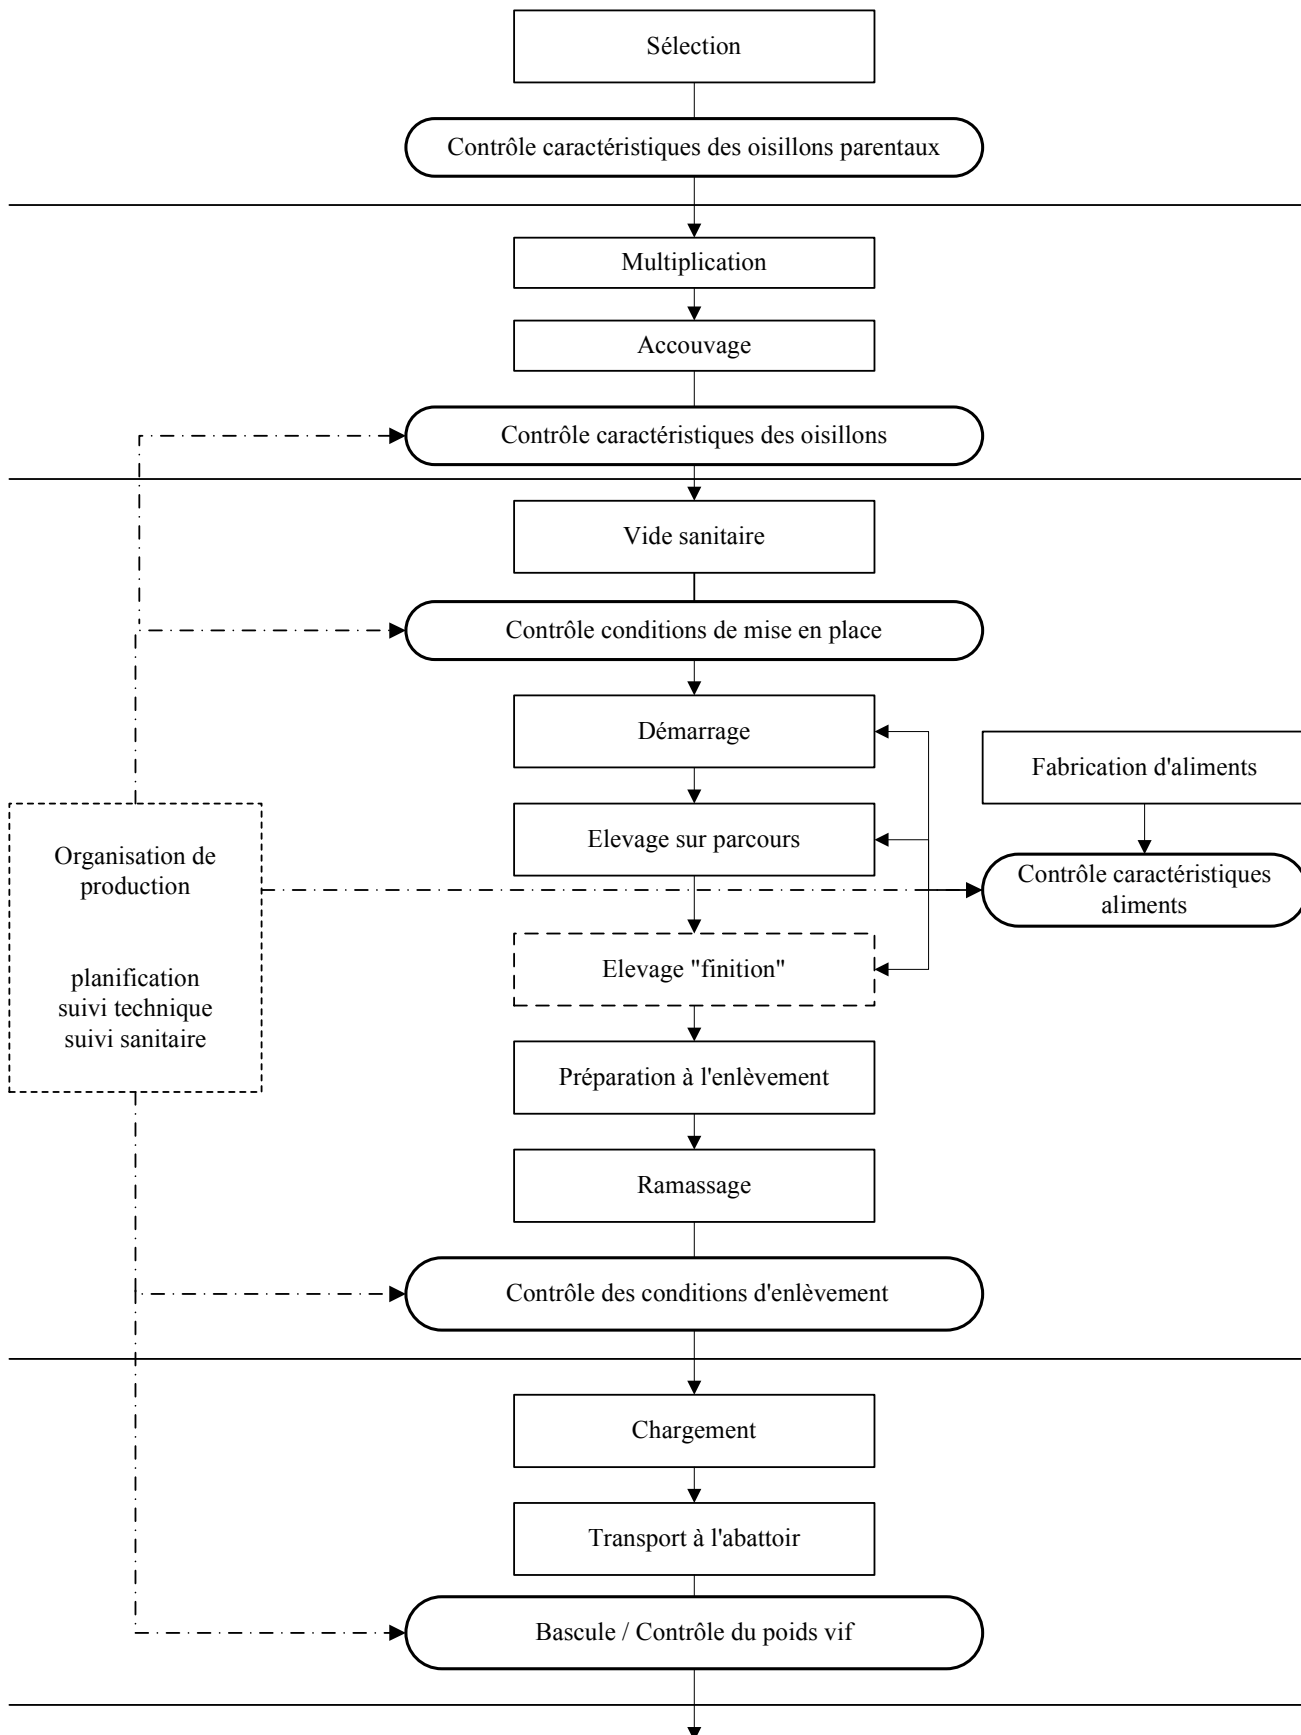 Sélection
Contrôle caractéristiques des oisillons parentaux
Multiplication
Accouvage
Contrôle caractéristiques des oisillons
Vide sanitaire
Contrôle conditions de mise en place
Démarrage
Fabrication d'aliments
Elevage sur parcours
Organisation de
production
planification
suivi technique
suivi sanitaire
Contrôle caractéristiques
aliments
Elevage "finition"
Préparation à l'enlèvement
Ramassage
Contrôle des conditions d'enlèvement
Chargement
Transport à l'abattoir
Bascule / Contrôle du poids vif